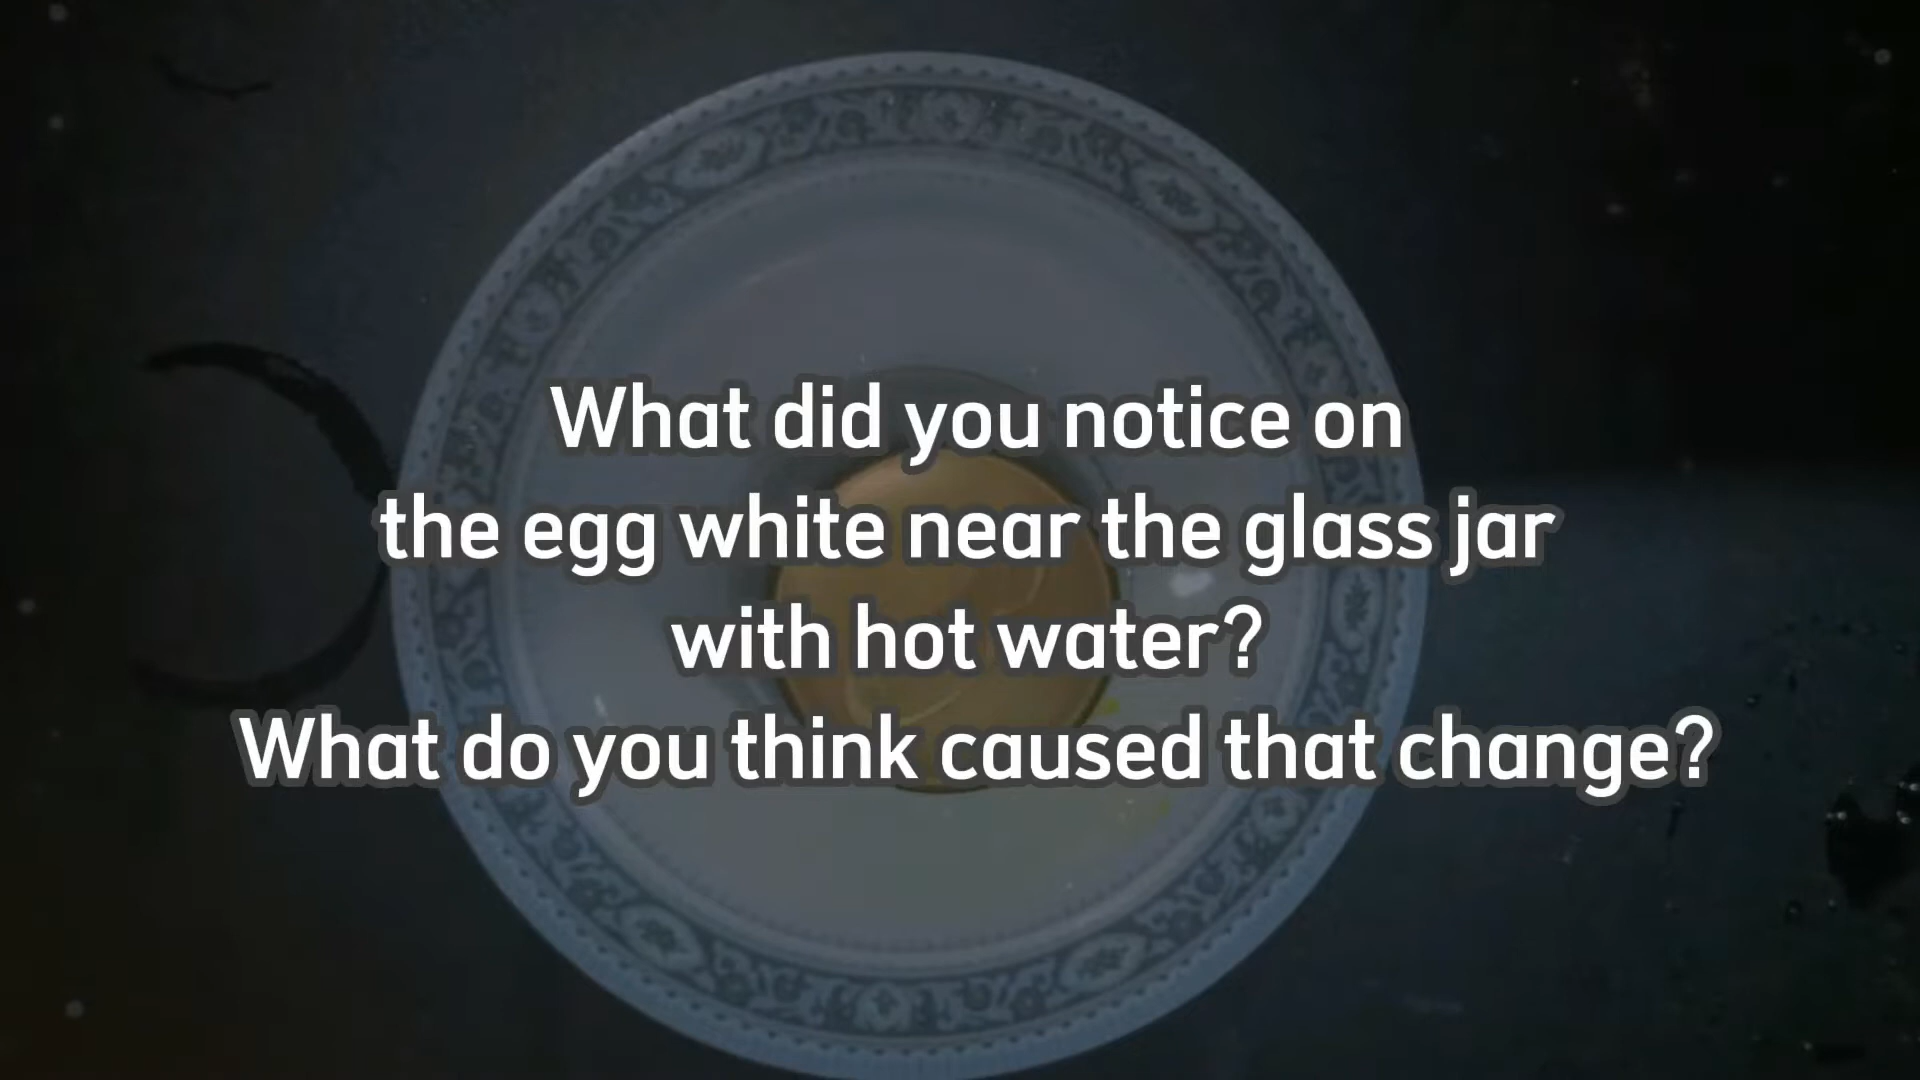 What did you notice on
the egg white near the glass jar
with hot water?
What do you think caused that change?